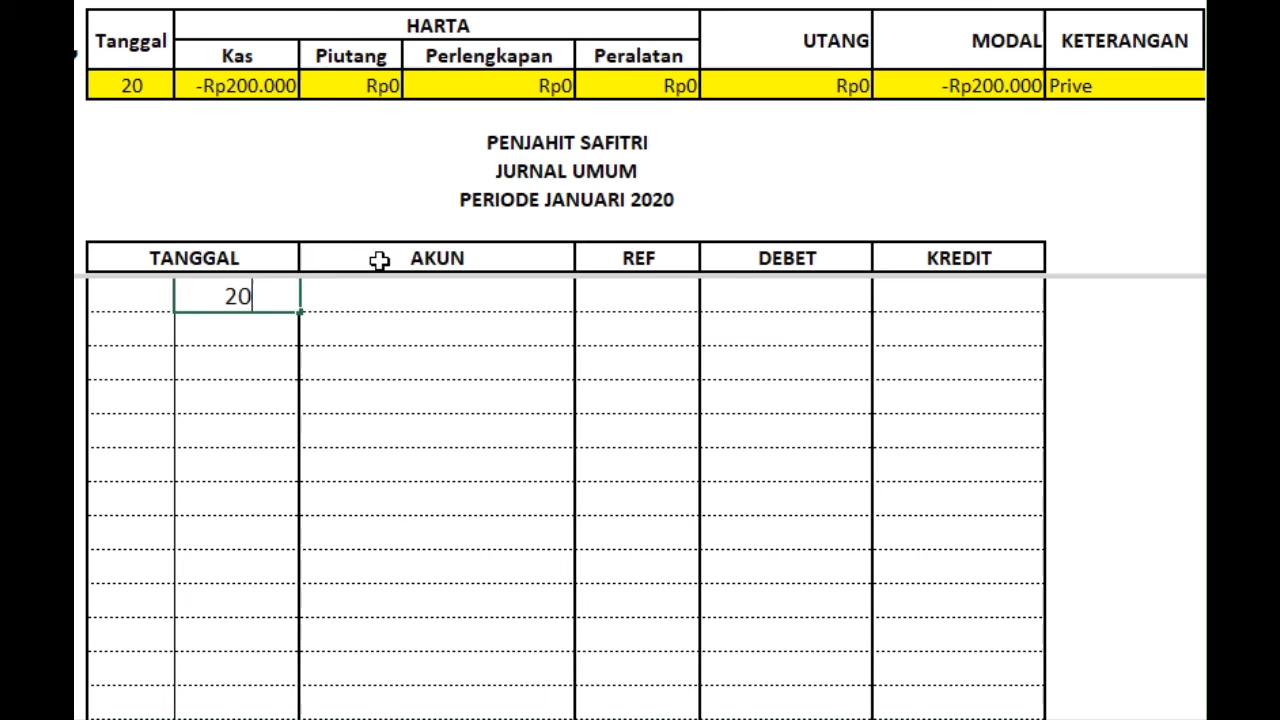 Tanggal HARTA UTANG MODAL KETERANGAN
Kas Piutang Perlengkapan Peralatan
20 -Rp200.000 Rp0 Rp0 Rp0 Rp0 -Rp200.000 Prive
PENJAHIT SAFITRI
JURNAL UMUM
PERIODE JANUARI 2020
TANGGAL AKUN REF DEBET KREDIT
20